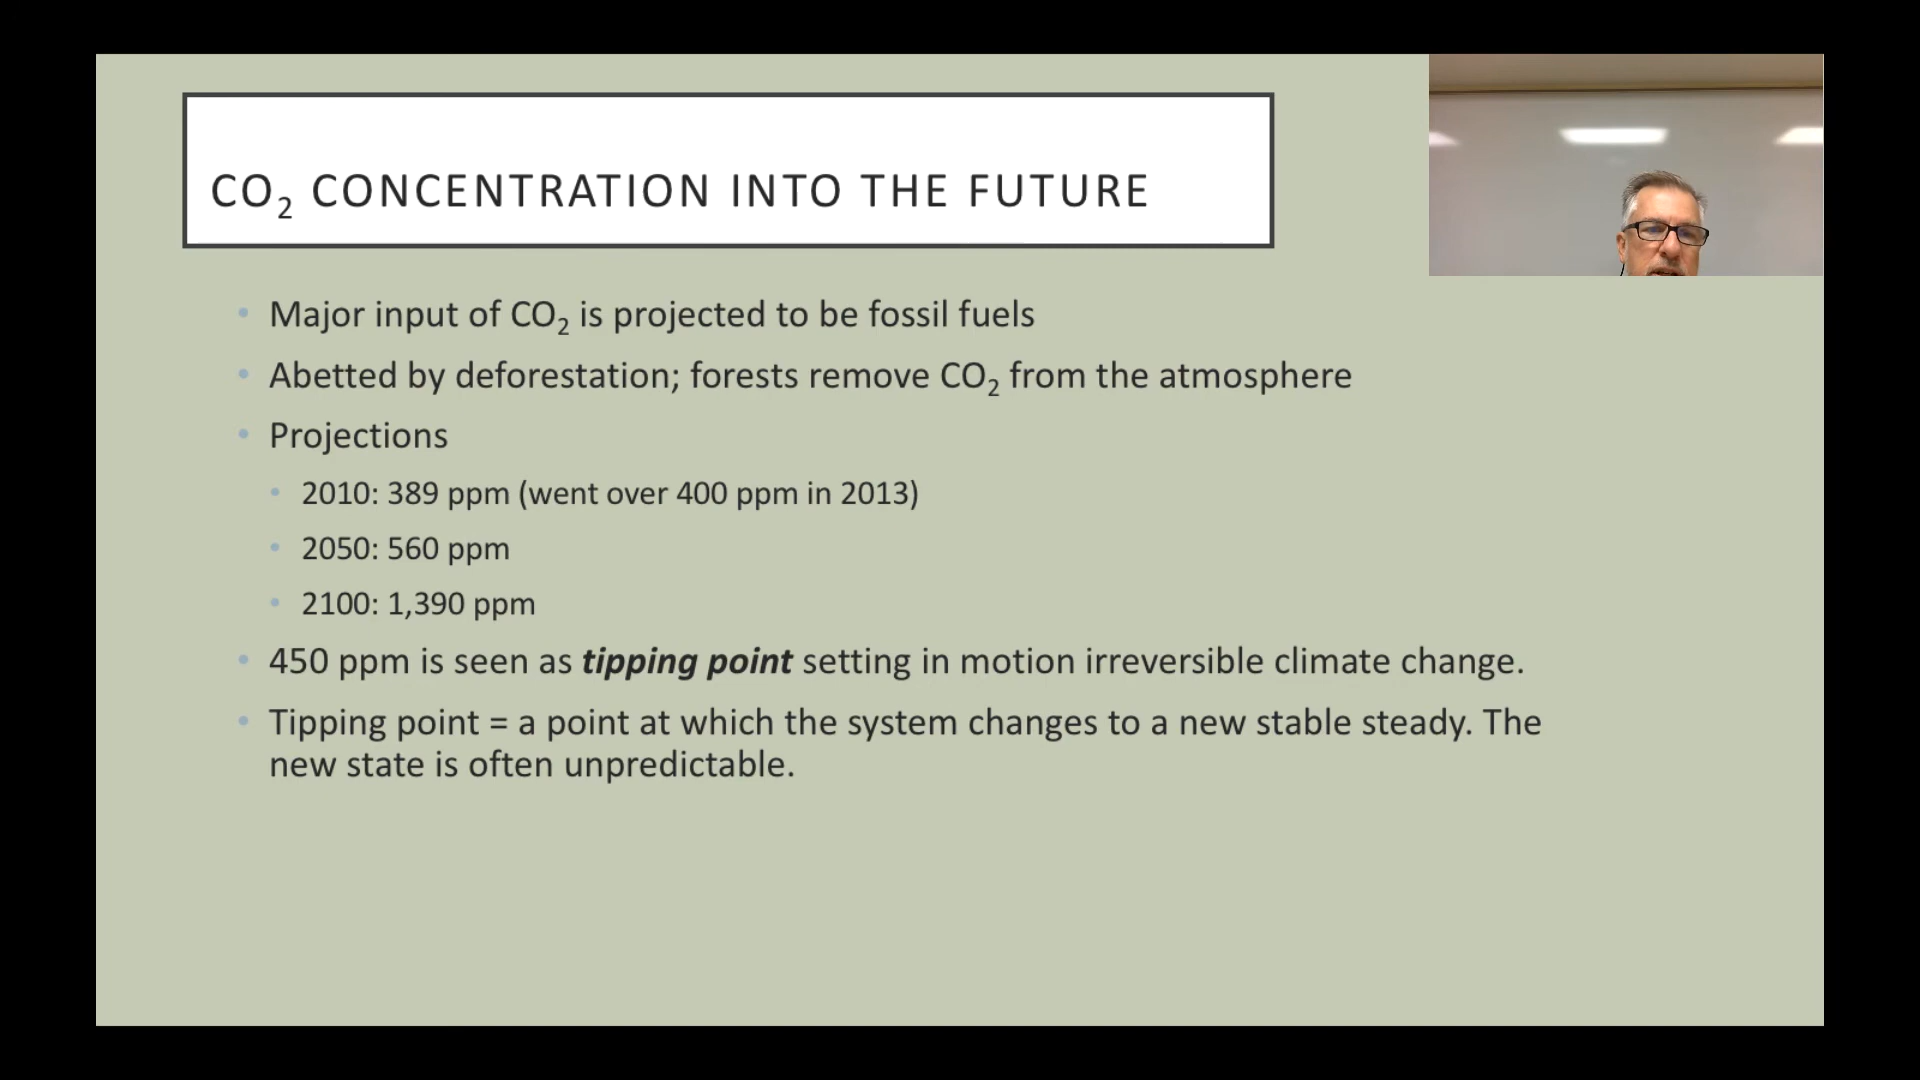 CO₂ CONCENTRATION INTO THE FUTURE
• Major input of CO₂ is projected to be fossil fuels
• Abetted by deforestation; forests remove CO₂ from the atmosphere
• Projections
• 2010: 389 ppm (went over 400 ppm in 2013)
• 2050: 560 ppm
• 2100: 1,390 ppm
• 450 ppm is seen as tipping point setting in motion irreversible climate change.
• Tipping point = a point at which the system changes to a new stable steady. The
new state is often unpredictable.